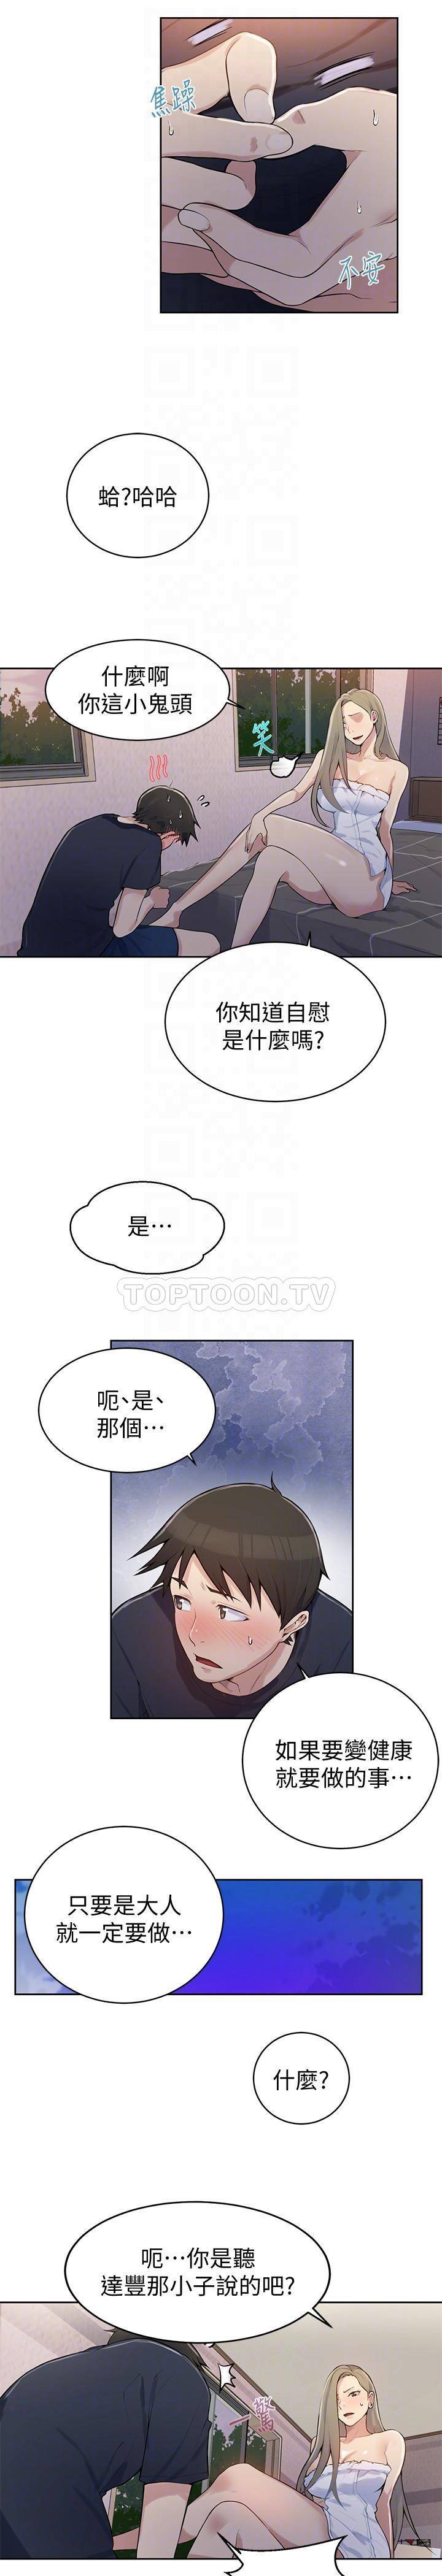 焦躁
不安
蛤?哈哈
什麼啊
你這小鬼頭
笑
你知道自慰
是什麼嗎?
是…
TOPTOON.TV
呃、是、
那個…
如果要變健康
就要做的事…
只要是大人
就一定要做…
什麼?
呃…你是聽
達豐那小子說的吧?
驚